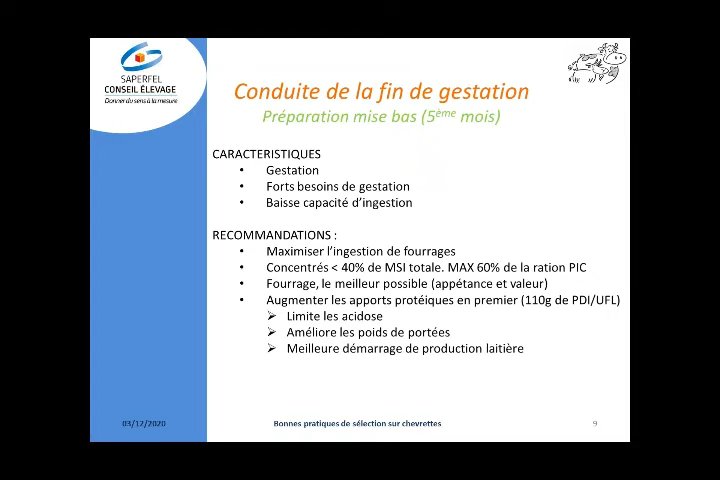 SAPERFEL
CONSEIL ÉLEVAGE
Donner du sens à la mesure
Conduite de la fin de gestation
Préparation mise bas (5ème mois)
CARACTERISTIQUES
• Gestation
• Forts besoins de gestation
• Baisse capacité d'ingestion
RECOMMANDATIONS :
• Maximiser l'ingestion de fourrages
• Concentrés < 40% de MSI totale. MAX 60% de la ration PIC
• Fourrage, le meilleur possible (appétance et valeur)
• Augmenter les apports protéiques en premier (110g de PDI/UFL)
➢ Limite les acidose
➢ Améliore les poids de portées
➢ Meilleure démarrage de production laitière
03/12/2020
Bonnes pratiques de sélection sur chevrettes
9